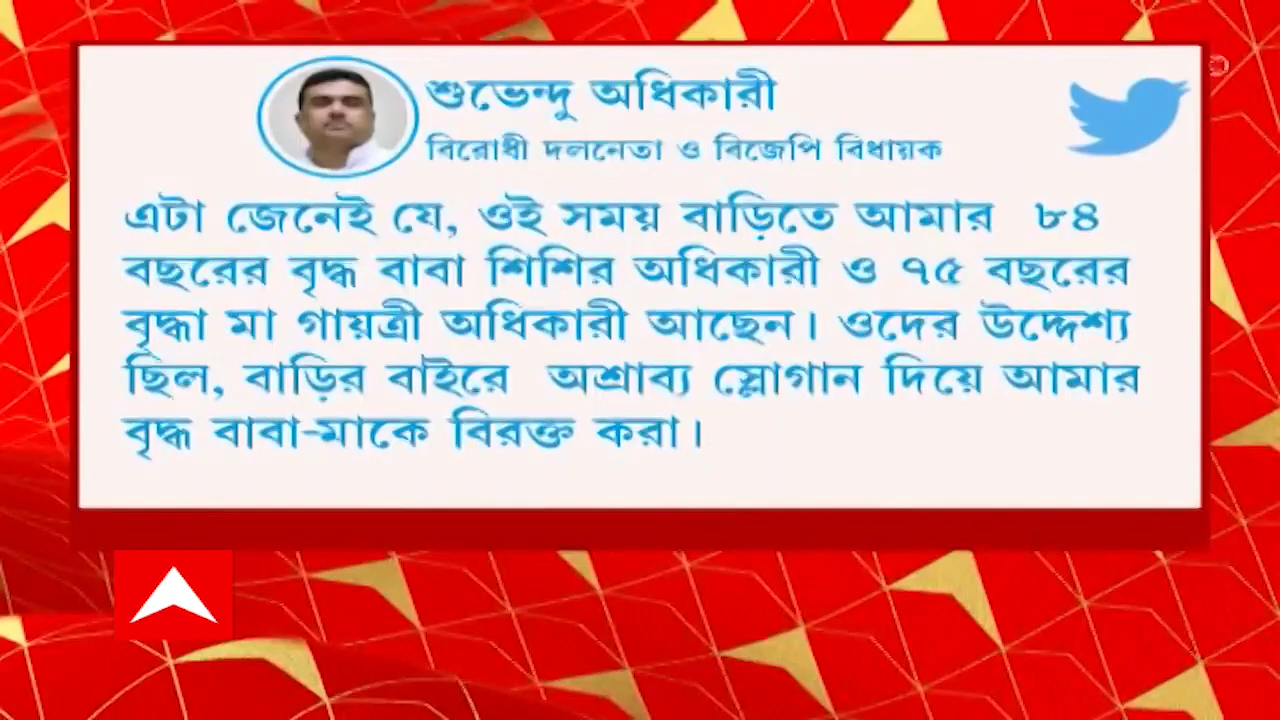 শুভেন্দু অধিকারী
বিরোধী দলনেতা ও বিজেপি বিধায়ক
এটা জেনেই যে, ওই সময় বাড়িতে আমার ৮৪
বছরের বৃদ্ধ বাবা শিশির অধিকারী ও ৭৫ বছরের
বৃদ্ধা মা গায়ত্রী অধিকারী আছেন। ওদের উদ্দেশ্য
ছিল, বাড়ির বাইরে অশ্রাব্য স্লোগান দিয়ে আমার
বৃদ্ধ বাবা-মাকে বিরক্ত করা।